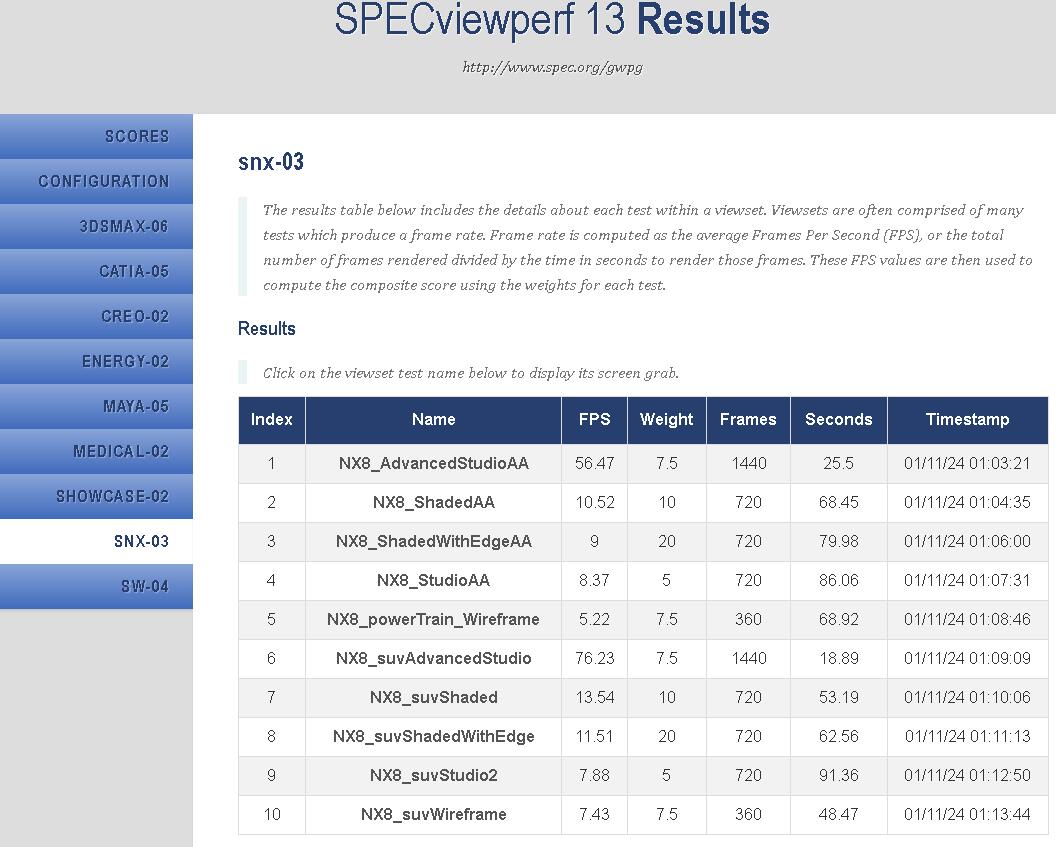 SPECviewperf 13 Results
http://www.spec.org/gwpg
SCORES
CONFIGURATION
3DSMAX-06
CATIA-05
CREO-02
ENERGY-02
MAYA-05
MEDICAL-02
SHOWCASE-02
SNX-03
SW-04
snx-03
The results table below includes the details about each test within a viewset. Viewsets are often comprised of many
tests which produce a frame rate. Frame rate is computed as the average Frames Per Second (FPS), or the total
number of frames rendered divided by the time in seconds to render those frames. These FPS values are then used to
compute the composite score using the weights for each test.
Results
Click on the viewset test name below to display its screen grab.
Index Name FPS Weight Frames Seconds Timestamp
1 NX8_AdvancedStudioAA 56.47 7.5 1440 25.5 01/11/24 01:03:21
2 NX8_ShadedAA 10.52 10 720 68.45 01/11/24 01:04:35
3 NX8_ShadedWithEdgeAA 9 20 720 79.98 01/11/24 01:06:00
4 NX8_StudioAA 8.37 5 720 86.06 01/11/24 01:07:31
5 NX8_powerTrain_Wireframe 5.22 7.5 360 68.92 01/11/24 01:08:46
6 NX8_suvAdvancedStudio 76.23 7.5 1440 18.89 01/11/24 01:09:09
7 NX8_suvShaded 13.54 10 720 53.19 01/11/24 01:10:06
8 NX8_suvShadedWithEdge 11.51 20 720 62.56 01/11/24 01:11:13
9 NX8_suvStudio2 7.88 5 720 91.36 01/11/24 01:12:50
10 NX8_suvWireframe 7.43 7.5 360 48.47 01/11/24 01:13:44